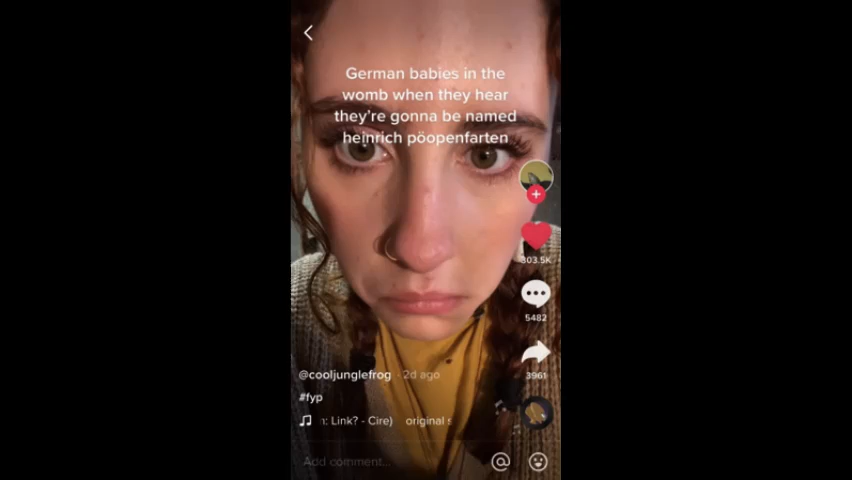 German babies in the
womb when they hear
they're gonna be named
heinrich pöopenfarten
303.5K
5482
3961
@cooljunglefrog · 2d ago
#fyp
: Link? - Cire) original s
Add comment...